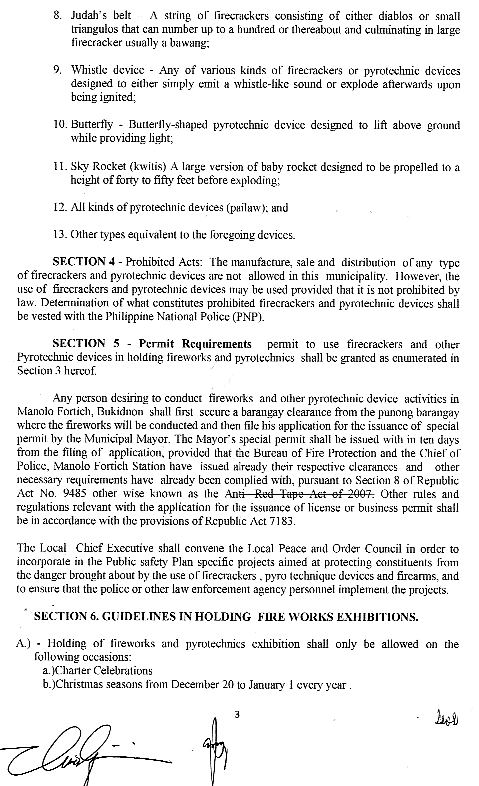 8. Judah's belt - A string of firecrackers consisting of either diablos or small
triangulos that can number up to a hundred or thereabout and culminating in large
firecracker usually a bawang;
9. Whistle device - Any of various kinds of firecrackers or pyrotechnic devices
designed to either simply emit a whistle-like sound or explode afterwards upon
being ignited;
10. Butterfly - Butterfly-shaped pyrotechnic device designed to lift above ground
while providing light;
11. Sky Rocket (kwitis) A large version of baby rocket designed to be propelled to a
height of forty to fifty feet before exploding;
12. All kinds of pyrotechnic devices (pailaw); and
13. Other types equivalent to the foregoing devices.
SECTION 4 - Prohibited Acts: The manufacture, sale and distribution of any type
of firecrackers and pyrotechnic devices are not allowed in this municipality. However, the
use of firecrackers and pyrotechnic devices may be used provided that it is not prohibited by
law. Determination of what constitutes prohibited firecrackers and pyrotechnic devices shall
be vested with the Philippine National Police (PNP).
SECTION 5 - Permit Requirements permit to use firecrackers and other
Pyrotechnic devices in holding fireworks and pyrotechnics shall be granted as enumerated in
Section 3 hereof.
Any person desiring to conduct fireworks and other pyrotechnic device activities in
Manolo Fortich, Bukidnon shall first secure a barangay clearance from the punong barangay
where the fireworks will be conducted and then file his application for the issuance of special
permit by the Municipal Mayor. The Mayor's special permit shall be issued with in ten days
from the filing of application, provided that the Bureau of Fire Protection and the Chief of
Police, Manolo Fortich Station have issued already their respective clearances and other
necessary requirements have already been complied with, pursuant to Section 8 of Republic
Act No. 9485 other wise known as the Anti- Red Tape Act of 2007. Other rules and
regulations relevant with the application for the issuance of license or business permit shall
be in accordance with the provisions of Republic Act 7183.
The Local Chief Executive shall convene the Local Peace and Order Council in order to
incorporate in the Public safety Plan specific projects aimed at protecting constituents from
the danger brought about by the use of firecrackers , pyro technique devices and firearms, and
to ensure that the police or other law enforcement agency personnel implement the projects.
SECTION 6. GUIDELINES IN HOLDING FIRE WORKS EXHIBITIONS.
A.) - Holding of fireworks and pyrotechnics exhibition shall only be allowed on the
following occasions:
a.)Charter Celebrations
b.)Christmas seasons from December 20 to January 1 every year .
3